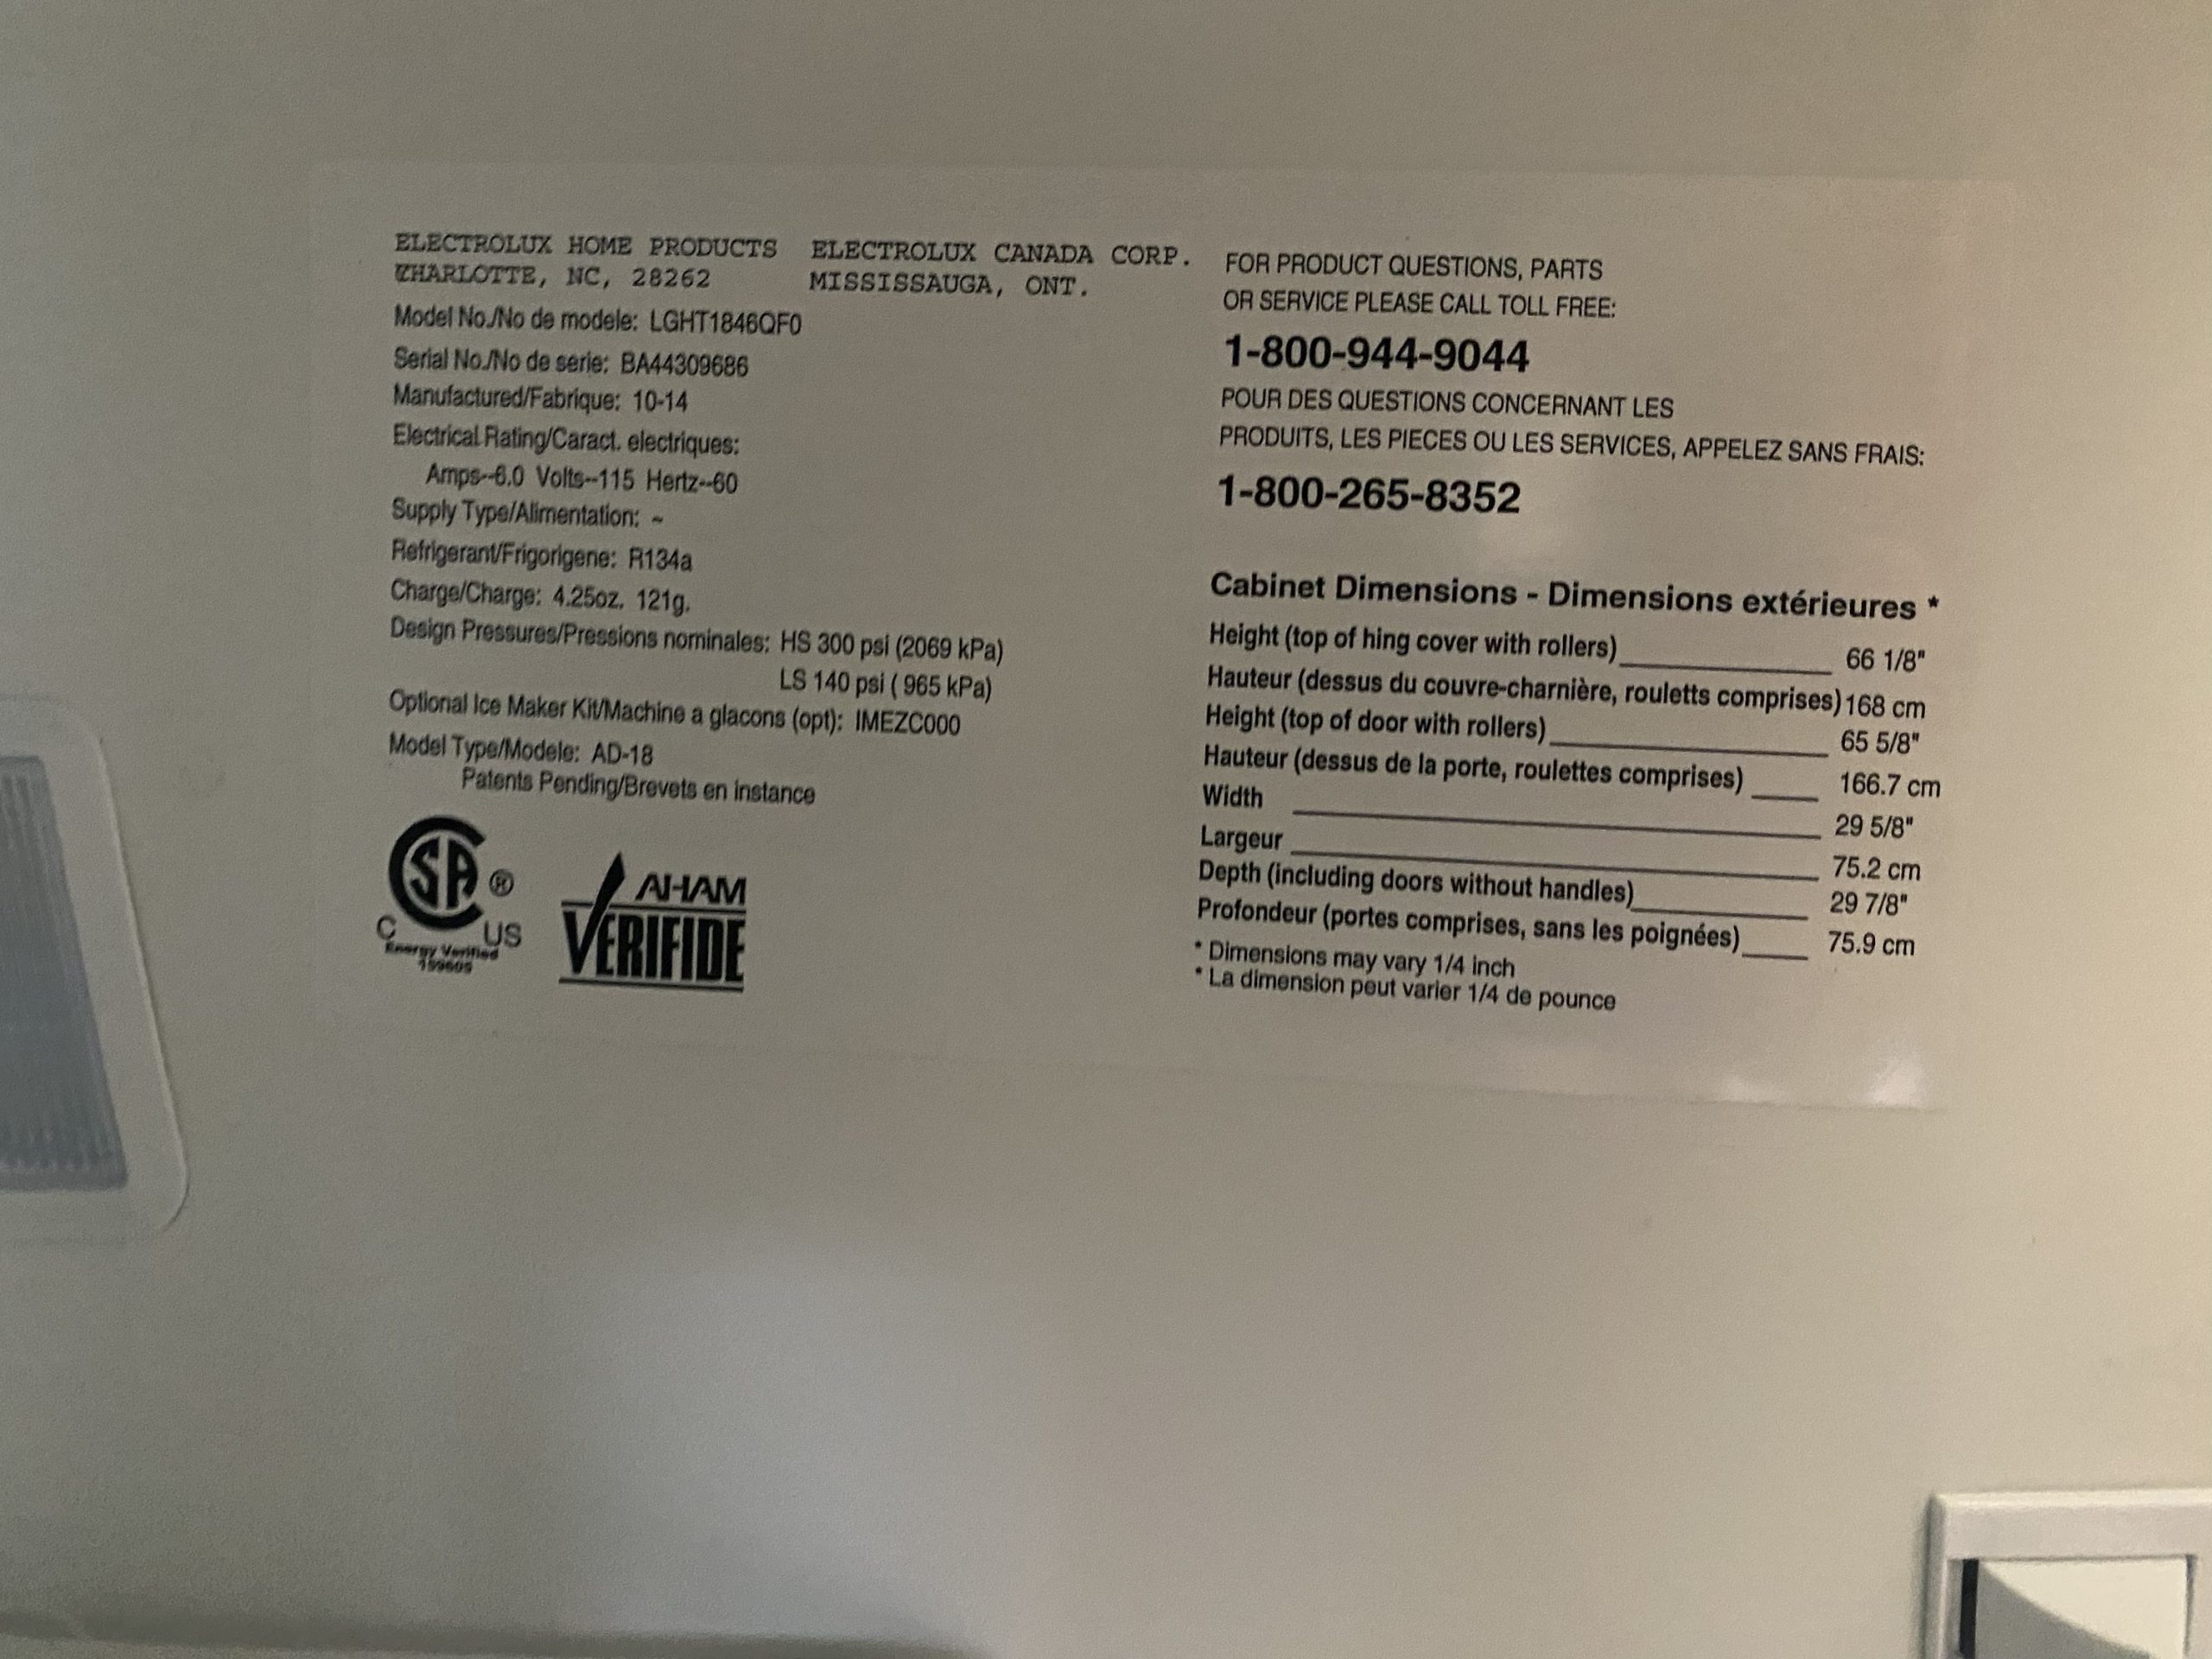 ELECTROLUX HOME PRODUCTS ELECTROLUX CANADA CORP.
CHARLOTTE, NC, 28262 MISSISSAUGA, ONT.
Model No./No de modele: LGHT1846QF0
Serial No./No de serie: BA44309686
Manufactured/Fabrique: 10-14
Electrical Rating/Caract. electriques:
Amps--6.0 Volts--115 Hertz--60
Supply Type/Alimentation: ~
Refrigerant/Frigorigene: R134a
Charge/Charge: 4.25oz. 121g.
Design Pressures/Pressions nominales: HS 300 psi (2069 kPa)
LS 140 psi ( 965 kPa)
Optional Ice Maker Kit/Machine a glacons (opt): IMEZC000
Model Type/Modele: AD-18
Patents Pending/Brevets en instance
SA ®
C US
Energy Verified
159605
AHAM
VERIFIDE
FOR PRODUCT QUESTIONS, PARTS
OR SERVICE PLEASE CALL TOLL FREE:
1-800-944-9044
POUR DES QUESTIONS CONCERNANT LES
PRODUITS, LES PIECES OU LES SERVICES, APPELEZ SANS FRAIS:
1-800-265-8352
Cabinet Dimensions - Dimensions extérieures *
Height (top of hing cover with rollers) 66 1/8"
Hauteur (dessus du couvre-charnière, rouletts comprises) 168 cm
Height (top of door with rollers) 65 5/8"
Hauteur (dessus de la porte, roulettes comprises) 166.7 cm
Width 29 5/8"
Largeur 75.2 cm
Depth (including doors without handles) 29 7/8"
Profondeur (portes comprises, sans les poignées) 75.9 cm
* Dimensions may vary 1/4 inch
* La dimension peut varier 1/4 de pounce